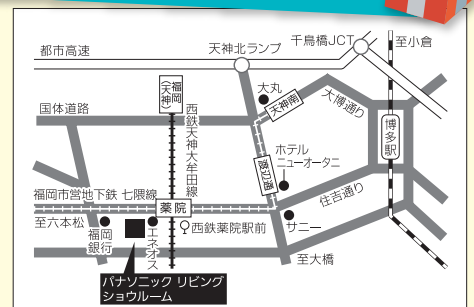 都市高速
天神北ランプ
千鳥橋JCT
至小倉
福岡
(天神)
大丸
天神南
大博通り
国体道路
西鉄天神大牟田線
博多駅
ホテル
ニューオータニ
渡辺通
住吉通り
福岡市営地下鉄 七隈線
薬院
至六本松
福岡
銀行
エネオス
西鉄薬院駅前
サニー
至大橋
パナソニック リビング
ショウルーム